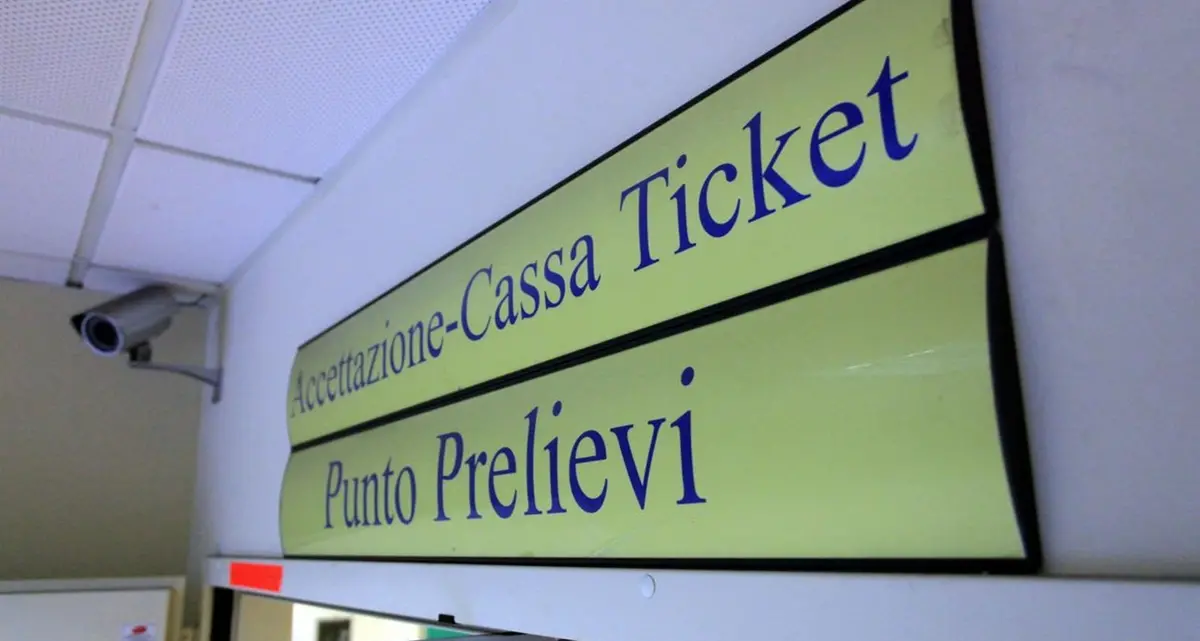 Accettazione-Cassa Ticket
Punto Prelievi